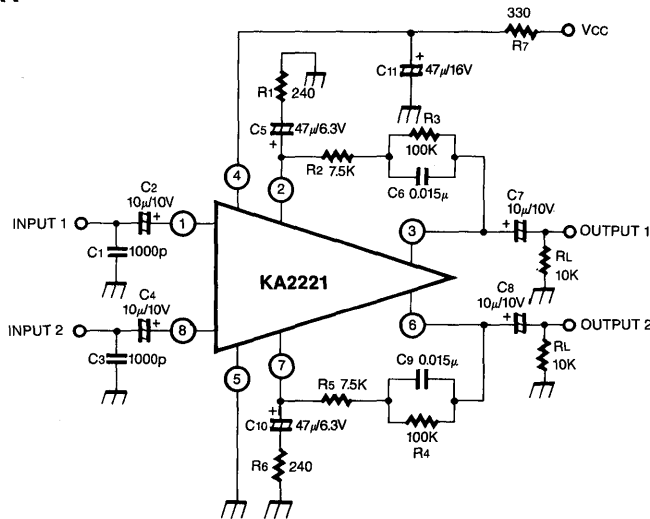 330
VCC
R7
C11
47μ/16V
R1
240
C5
47μ/6.3V
R3
100K
R2 7.5K
C6 0.015μ
4
2
C2
10μ/10V
INPUT 1
1
C1
1000p
C7
10μ/10V
3
OUTPUT 1
RL
10K
KA2221
C4
10μ/10V
INPUT 2
8
C3
1000p
C8
10μ/10V
6
OUTPUT 2
RL
10K
7
5
C9 0.015μ
R5 7.5K
100K
R4
C10
47μ/6.3V
R6
240